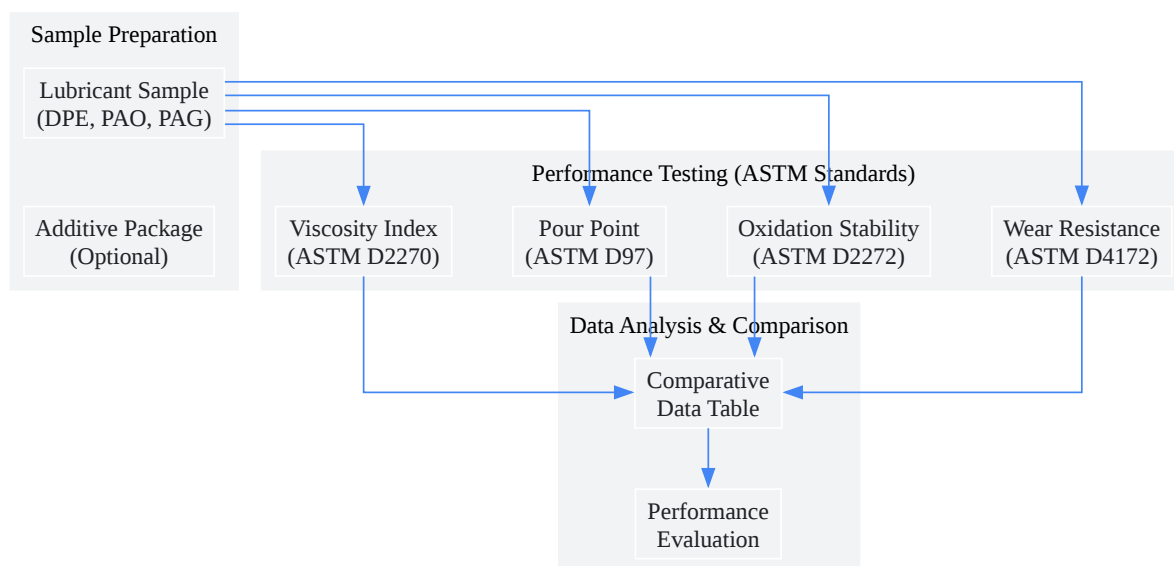 Sample Preparation
Lubricant Sample
(DPE, PAO, PAG)
Additive Package
(Optional)
Performance Testing (ASTM Standards)
Viscosity Index
(ASTM D2270)
Pour Point
(ASTM D97)
Oxidation Stability
(ASTM D2272)
Wear Resistance
(ASTM D4172)
Data Analysis & Comparison
Comparative
Data Table
Performance
Evaluation